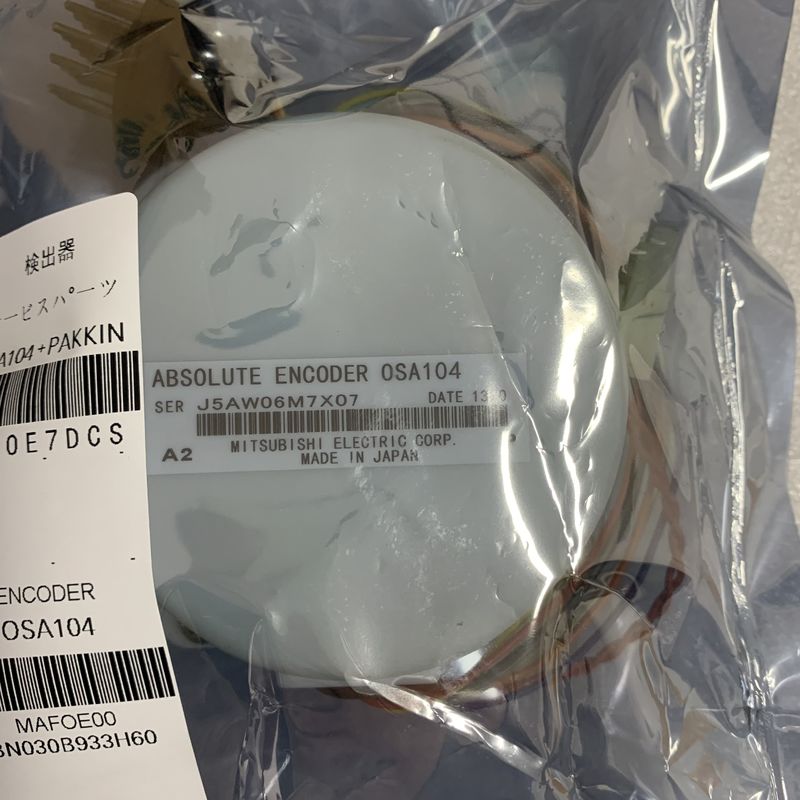 検出器
ービスパーツ
A104+PAKKIN
0E7DCS
ENCODER
OSA104
MAFOE00
BN030B933H60
ABSOLUTE ENCODER OSA104
SER J5AW06M7X07 DATE
A2
MITSUBISHI ELECTRIC CORP.
MADE IN JAPAN